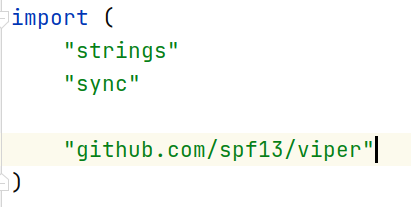 import (
    "strings"
    "sync"

    "github.com/spf13/viper"
)